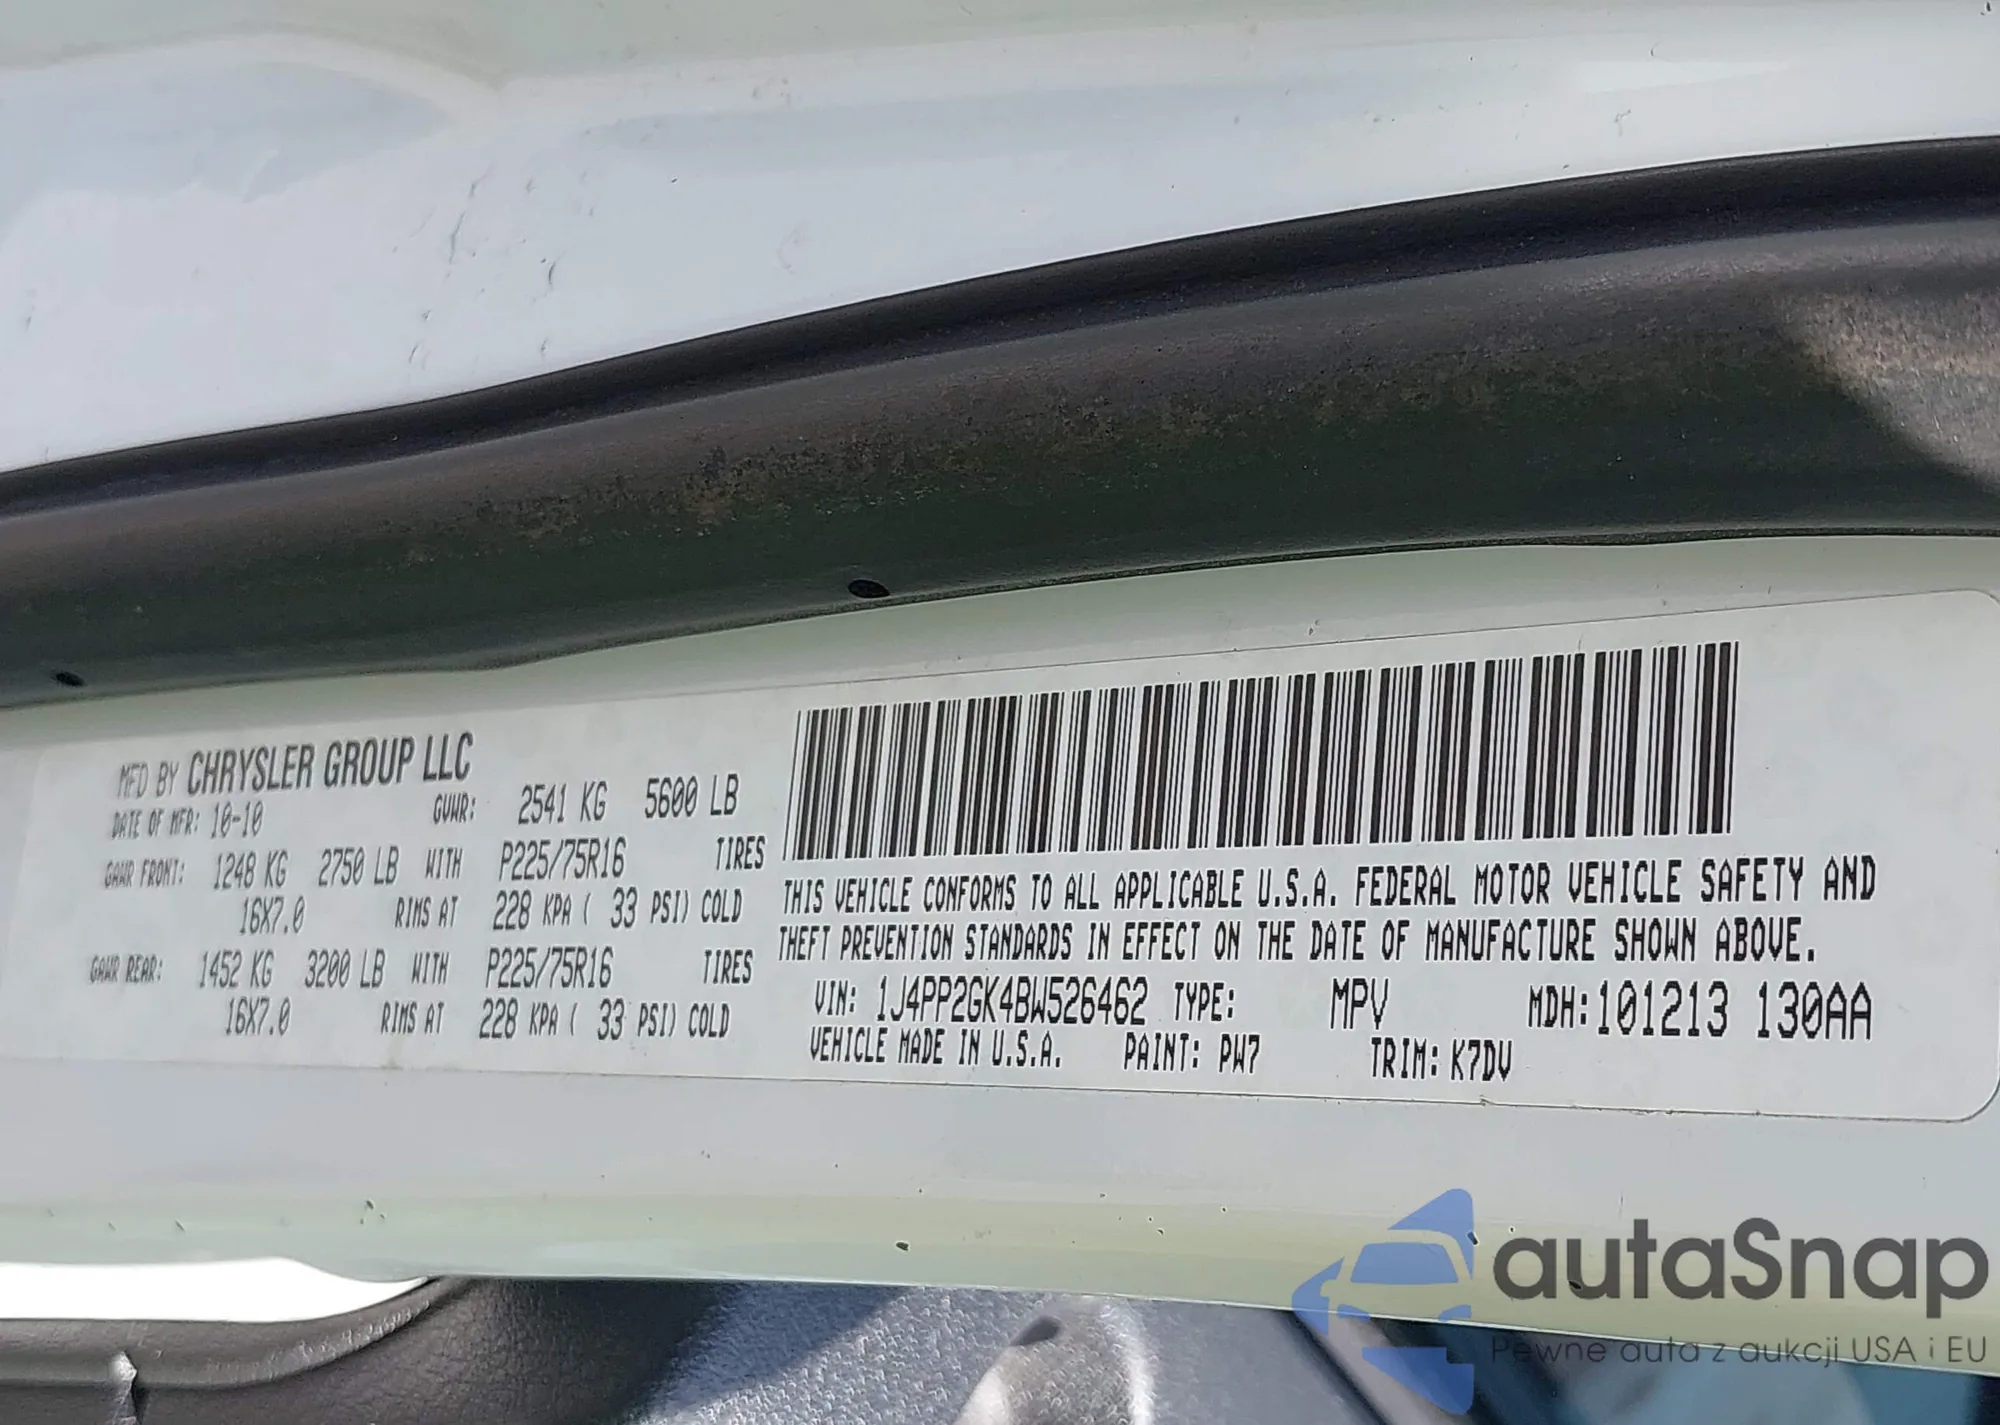 MFD BY CHRYSLER GROUP LLC
DATE OF MFR: 10-10 GVWR: 2541 KG 5600 LB
GAWR FRONT: 1248 KG 2750 LB WITH P225/75R16 TIRES
16X7.0 RIMS AT 228 KPA ( 33 PSI) COLD
GAWR REAR: 1452 KG 3200 LB WITH P225/75R16 TIRES
16X7.0 RIMS AT 228 KPA ( 33 PSI) COLD
THIS VEHICLE CONFORMS TO ALL APPLICABLE U.S.A. FEDERAL MOTOR VEHICLE SAFETY AND
THEFT PREVENTION STANDARDS IN EFFECT ON THE DATE OF MANUFACTURE SHOWN ABOVE.
VIN: 1J4PP2GK4BW526462 TYPE: MPV MDH: 101213 130AA
VEHICLE MADE IN U.S.A. PAINT: PW7 TRIM: K7DV
autaSnap
Pewne auta z aukcji USA i EU